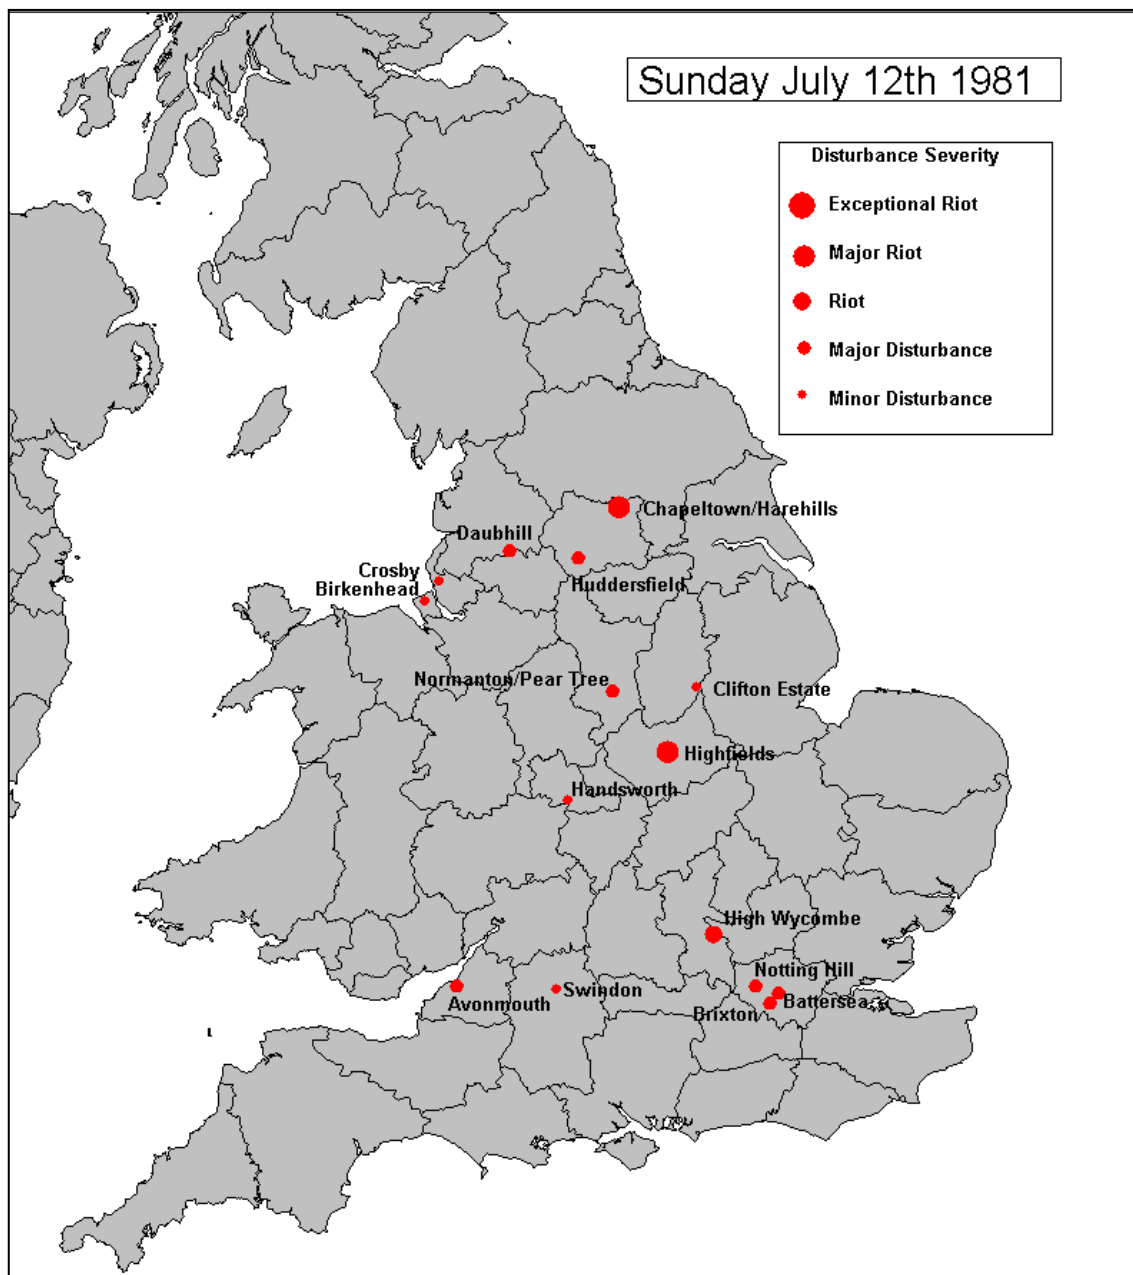 Sunday July 12th 1981
Disturbance Severity
Exceptional Riot
Major Riot
Riot
Major Disturbance
Minor Disturbance
Chapeltown/Harehills
Daubhill
Crosby
Birkenhead
Huddersfield
Normanton/Pear Tree
Clifton Estate
Highfields
Handsworth
High Wycombe
Notting Hill
Swindon
Battersea
Avonmouth
Brixton